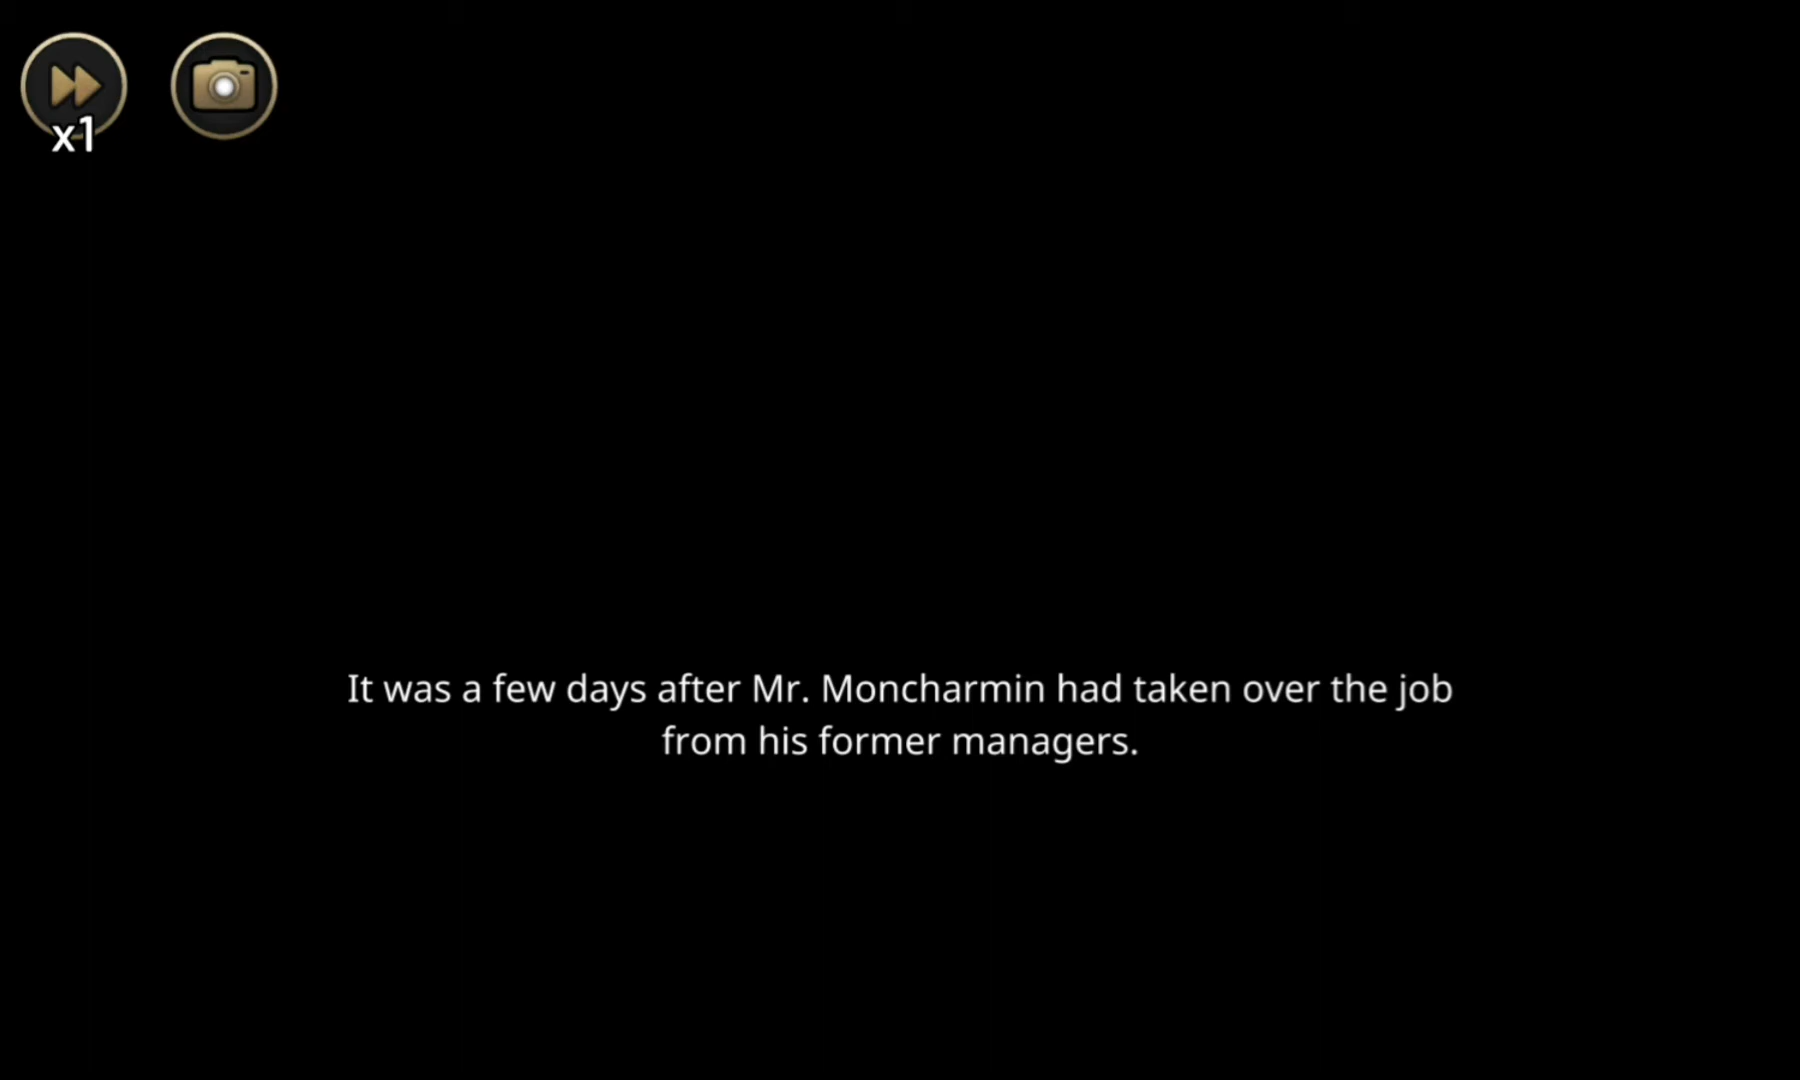 x1
It was a few days after Mr. Moncharmin had taken over the job
from his former managers.